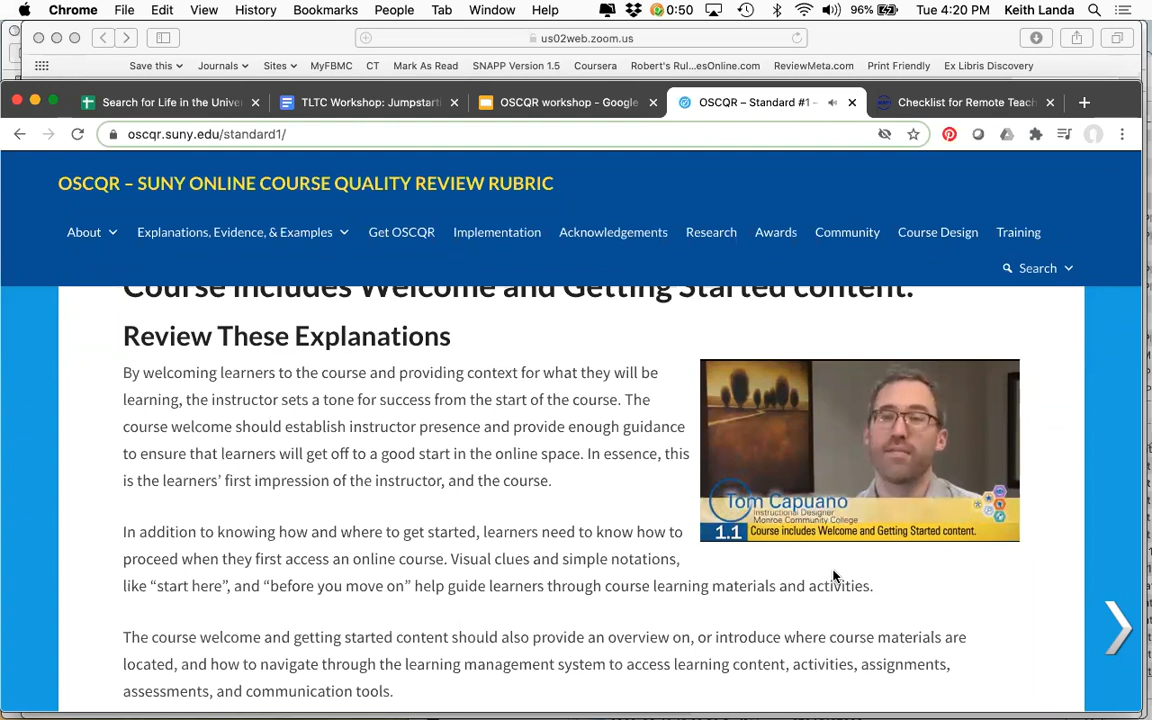 Chrome File Edit View History Bookmarks People Tab Window Help 0:50 96% Tue 4:20 PM Keith Landa
us02web.zoom.us
Save this Journals Sites MyFBMC CT Mark As Read SNAPP Version 1.5 Coursera Robert's Rul...esOnline.com ReviewMeta.com Print Friendly Ex Libris Discovery
Search for Life in the Unive TLTC Workshop: Jumpstarti OSCQR workshop - Google OSCQR – Standard #1 – Checklist for Remote Teach
oscqr.suny.edu/standard1/
OSCQR – SUNY ONLINE COURSE QUALITY REVIEW RUBRIC
About Explanations, Evidence, & Examples Get OSCQR Implementation Acknowledgements Research Awards Community Course Design Training
Search
Course includes Welcome and Getting Started content.
Review These Explanations
By welcoming learners to the course and providing context for what they will be
learning, the instructor sets a tone for success from the start of the course. The
course welcome should establish instructor presence and provide enough guidance
to ensure that learners will get off to a good start in the online space. In essence, this
is the learners' first impression of the instructor, and the course.
Tom Capuano
Instructional Designer
Monroe Community College
1.1 Course includes Welcome and Getting Started content.
In addition to knowing how and where to get started, learners need to know how to
proceed when they first access an online course. Visual clues and simple notations,
like “start here”, and “before you move on” help guide learners through course learning materials and activities.
The course welcome and getting started content should also provide an overview on, or introduce where course materials are
located, and how to navigate through the learning management system to access learning content, activities, assignments,
assessments, and communication tools.